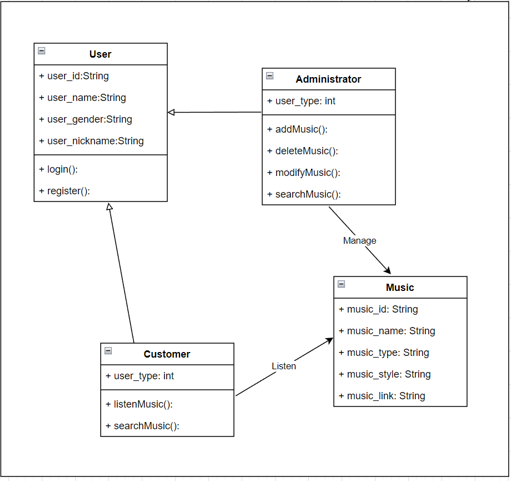 User
+ user_id:String
+ user_name:String
+ user_gender:String
+ user_nickname:String
+ login():
+ register():
Administrator
+ user_type: int
+ addMusic():
+ deleteMusic():
+ modifyMusic():
+ searchMusic():
Manage
Music
+ music_id: String
+ music_name: String
+ music_type: String
+ music_style: String
+ music_link: String
Customer
+ user_type: int
+ listenMusic():
+ searchMusic():
Listen